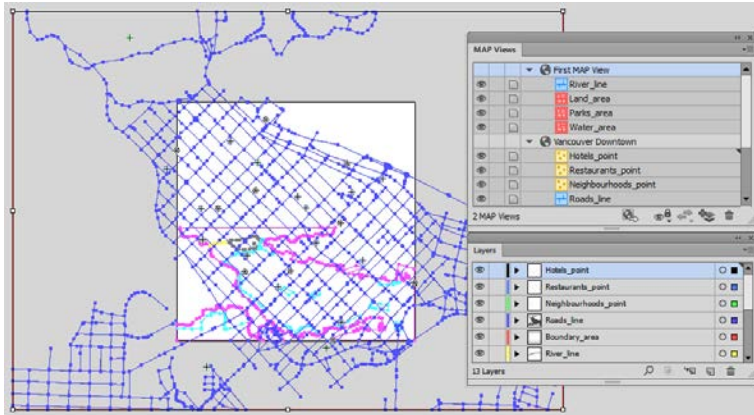 MAP Views
First MAP View
River_line
Land_area
Parks_area
Water_area
Vancouver Downtown
Hotels_point
Restaurants_point
Neighbourhoods_point
Roads_line
2 MAP Views
Layers
Hotels_point
Restaurants_point
Neighbourhoods_point
Roads_line
Boundary_area
River_line
13 Layers